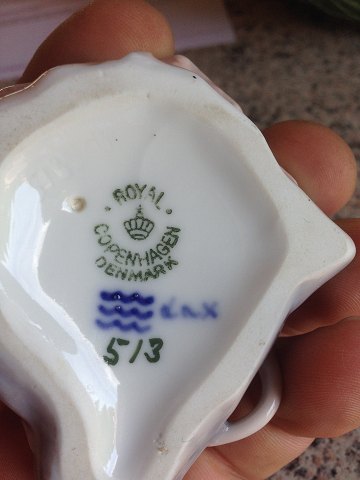 ROYAL
COPENHAGEN
DENMARK
513